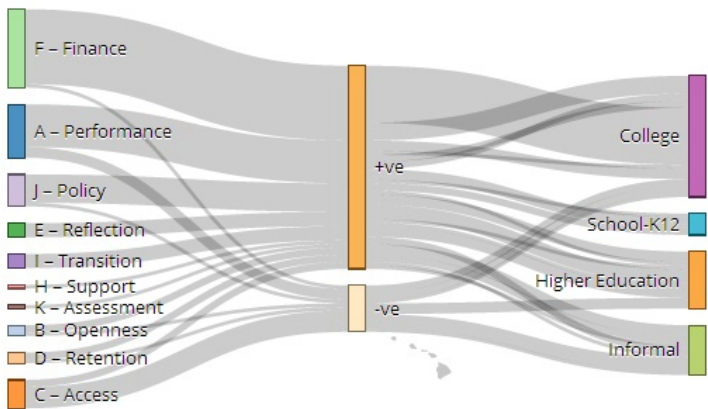 F – Finance
A – Performance
J – Policy
E – Reflection
I – Transition
H – Support
K – Assessment
B – Openness
D – Retention
C – Access
+ve
-ve
College
School-K12
Higher Education
Informal